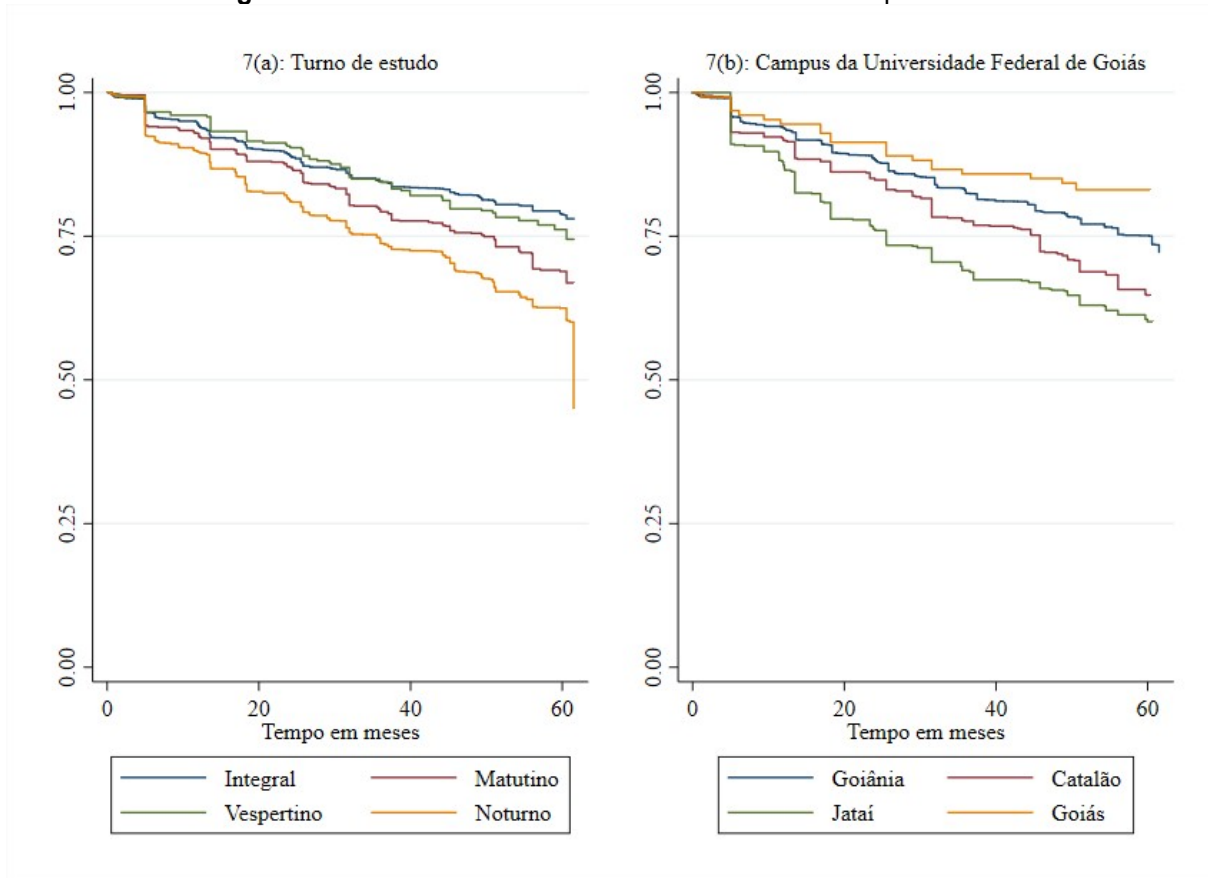 7(a): Turno de estudo
1.00
0.75
0.50
0.25
0.00
0 20 40 60
Tempo em meses
Integral Matutino
Vespertino Noturno
7(b): Campus da Universidade Federal de Goiás
1.00
0.75
0.50
0.25
0.00
0 20 40 60
Tempo em meses
Goiânia Catalão
Jataí Goiás